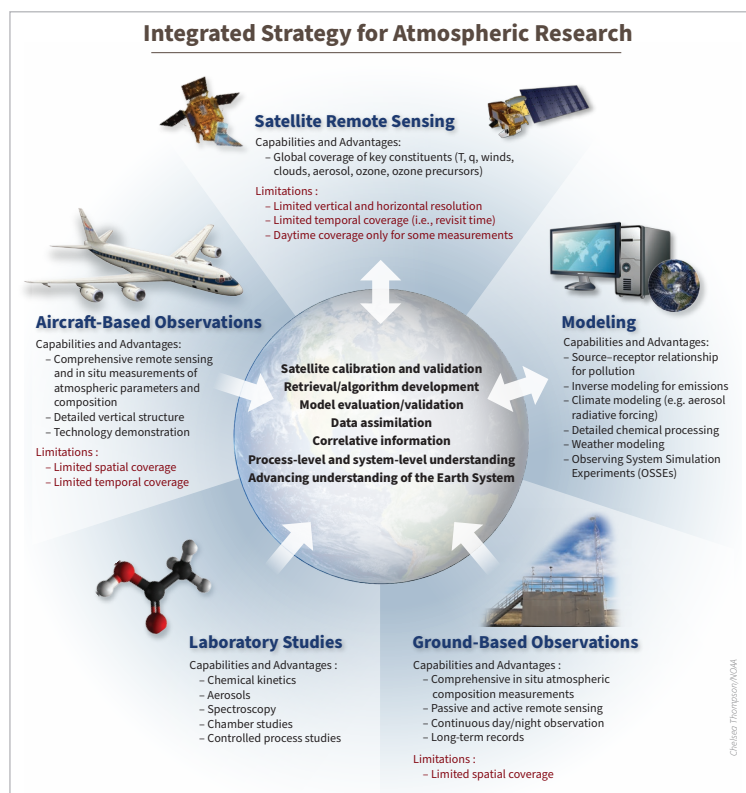 Integrated Strategy for Atmospheric Research
Satellite Remote Sensing
Capabilities and Advantages:
– Global coverage of key constituents (T, q, winds,
clouds, aerosol, ozone, ozone precursors)
Limitations :
– Limited vertical and horizontal resolution
– Limited temporal coverage (i.e., revisit time)
– Daytime coverage only for some measurements
Aircraft-Based Observations
Capabilities and Advantages:
– Comprehensive remote sensing
and in situ measurements of
atmospheric parameters and
composition
– Detailed vertical structure
– Technology demonstration
Limitations :
– Limited spatial coverage
– Limited temporal coverage
Satellite calibration and validation
Retrieval/algorithm development
Model evaluation/validation
Data assimilation
Correlative information
Process-level and system-level understanding
Advancing understanding of the Earth System
Modeling
Capabilities and Advantages:
– Source–receptor relationship
for pollution
– Inverse modeling for emissions
– Climate modeling (e.g. aerosol
radiative forcing)
– Detailed chemical processing
– Weather modeling
– Observing System Simulation
Experiments (OSSEs)
Laboratory Studies
Capabilities and Advantages :
– Chemical kinetics
– Aerosols
– Spectroscopy
– Chamber studies
– Controlled process studies
Ground-Based Observations
Capabilities and Advantages :
– Comprehensive in situ atmospheric
composition measurements
– Passive and active remote sensing
– Continuous day/night observation
– Long-term records
Limitations :
– Limited spatial coverage
Chelsea Thompson/NOAA